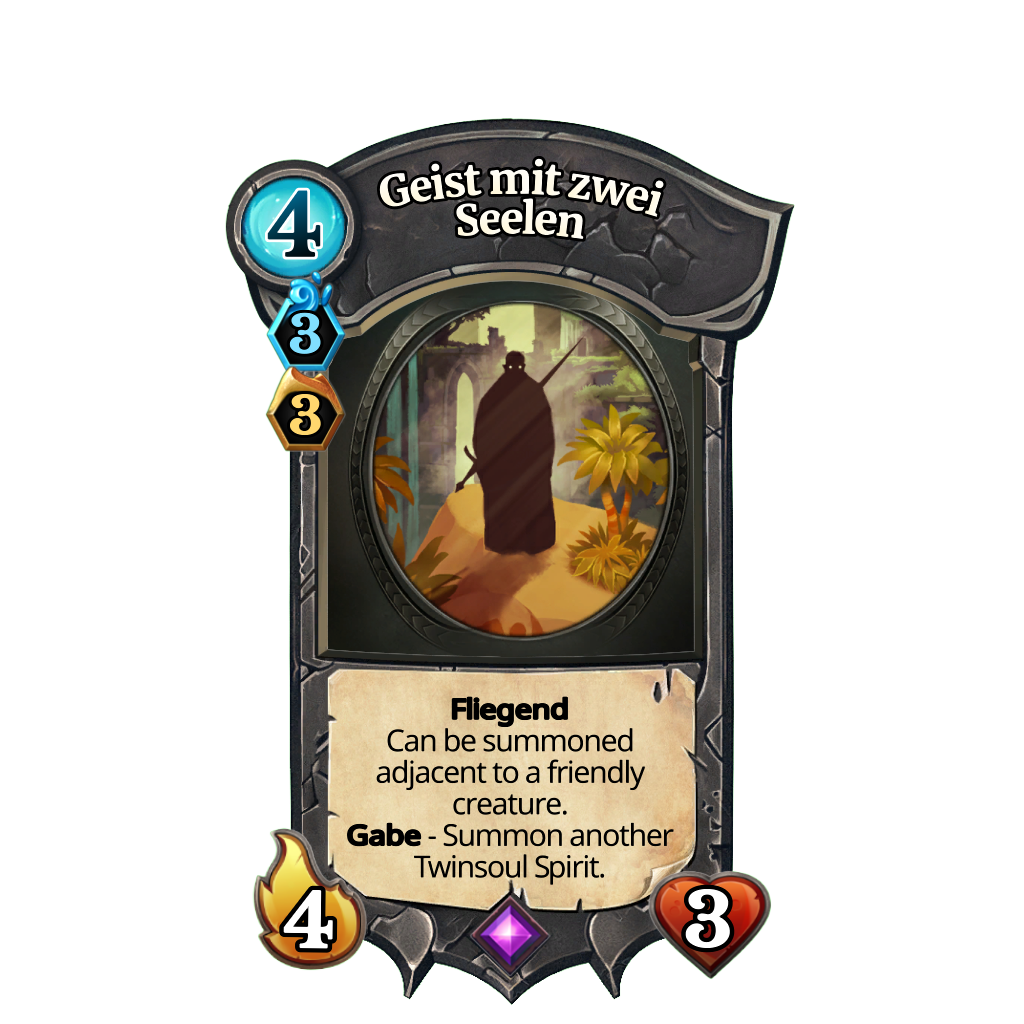 4
Geist mit zwei
Seelen
3
3
Fliegend
Can be summoned
adjacent to a friendly
creature.
Gabe - Summon another
Twinsoul Spirit.
4
3